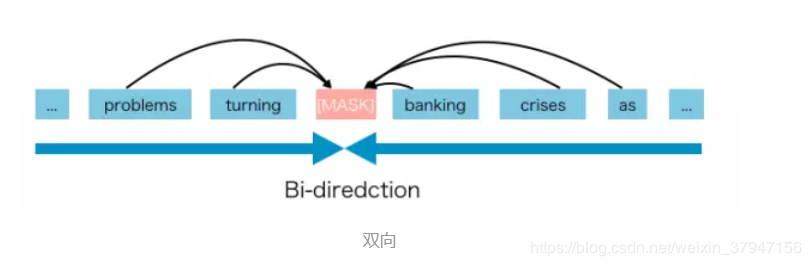 ... problems turning [MASK] banking crises as ...
Bi-diredction
双向
https://blog.csdn.net/weixin_37947156